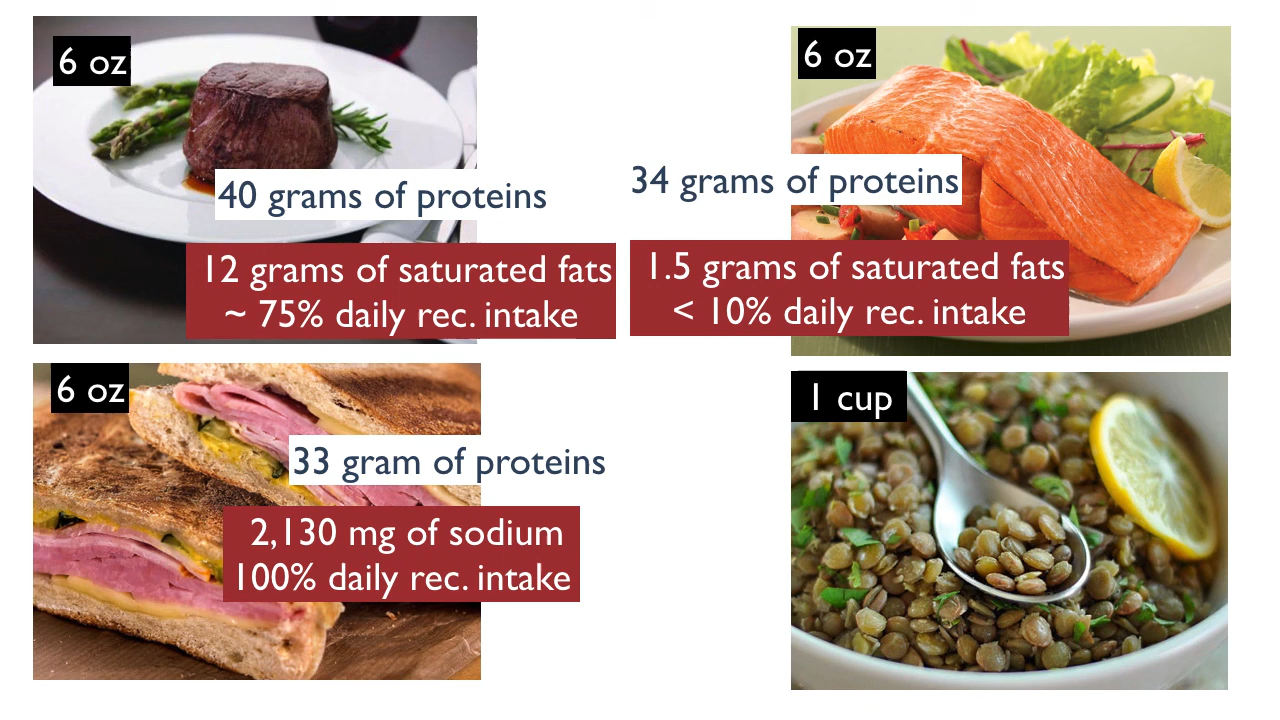 6 oz
40 grams of proteins
12 grams of saturated fats
~ 75% daily rec. intake
6 oz
34 grams of proteins
1.5 grams of saturated fats
< 10% daily rec. intake
6 oz
33 gram of proteins
2,130 mg of sodium
100% daily rec. intake
1 cup